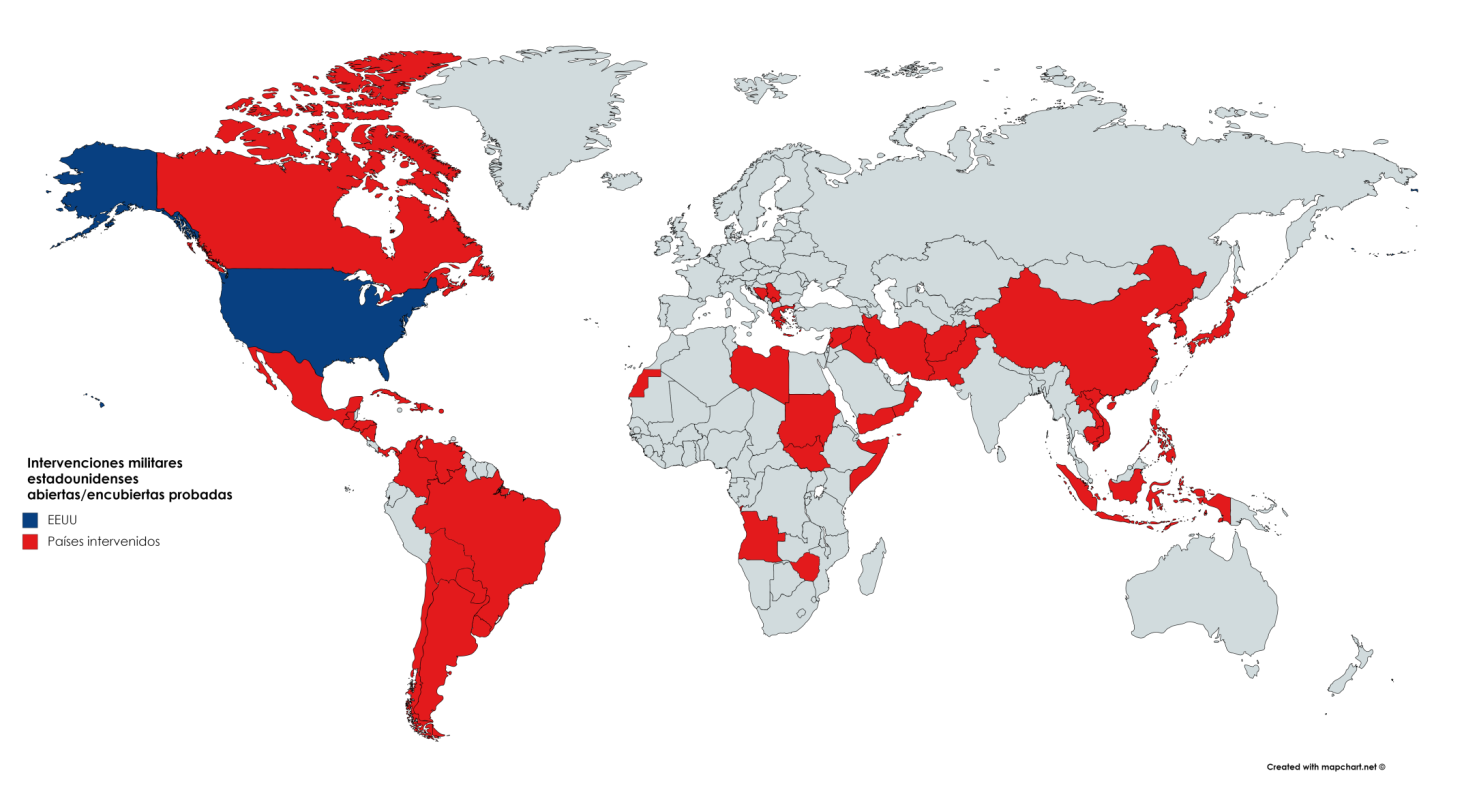 Intervenciones militares
estadounidenses
abiertas/encubiertas probadas
EEUU
Países intervenidos
Created with mapchart.net ©